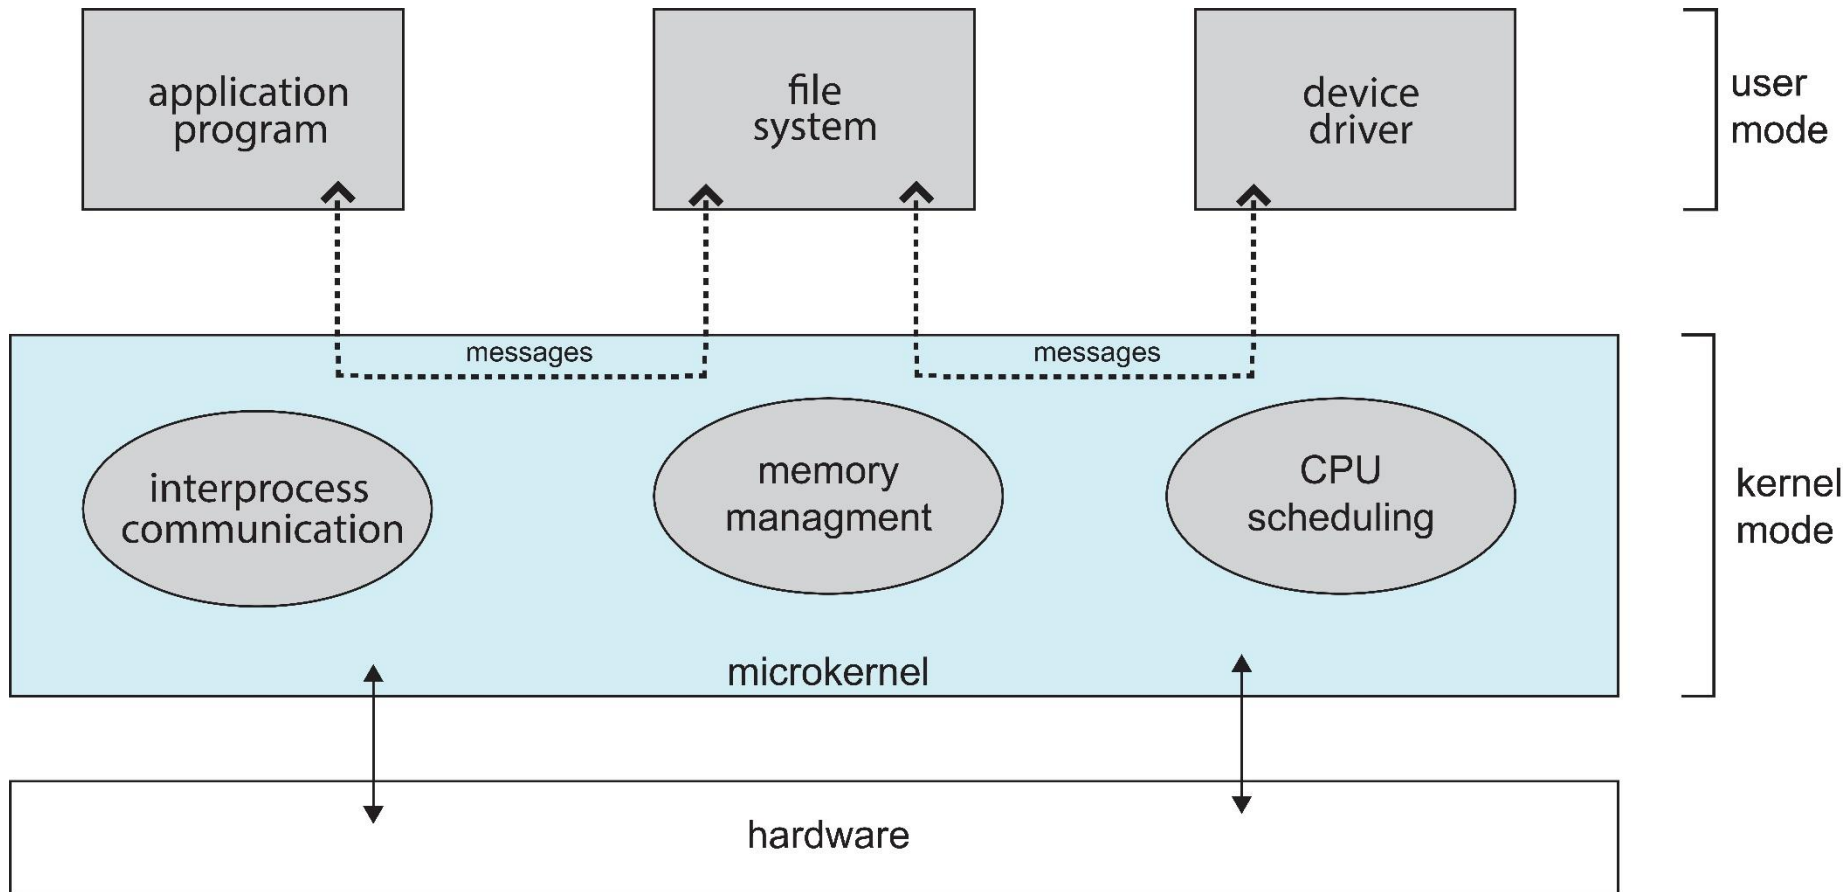 application
program
file
system
device
driver
user
mode
messages
messages
interprocess
communication
memory
managment
CPU
scheduling
kernel
mode
microkernel
hardware